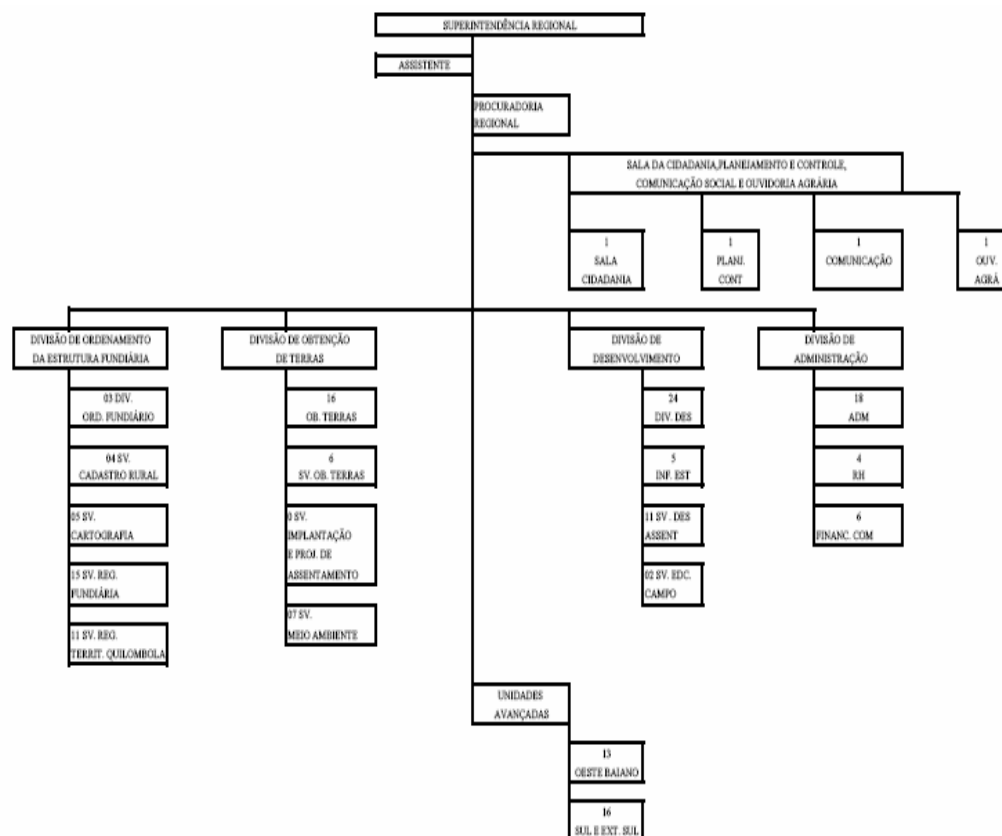 SUPERINTENDÊNCIA REGIONAL
ASSISTENTE
PROCURADORIA
REGIONAL
SALA DA CIDADANIA,PLANEJAMENTO E CONTROLE,
COMUNICAÇÃO SOCIAL E OUVIDORIA AGRÁRIA
1
SALA
CIDADANIA
1
PLANJ.
CONT
1
COMUNICAÇÃO
1
OUV.
AGRÁ
DIVISÃO DE ORDENAMENTO
DA ESTRUTURA FUNDIÁRIA
03 DIV.
ORD. FUNDIÁRIO
04 SV.
CADASTRO RURAL
05 SV.
CARTOGRAFIA
15 SV. REG.
FUNDIÁRIA
11 SV. REG.
TERRIT. QUILOMBOLA
DIVISÃO DE OBTENÇÃO
DE TERRAS
16
OB. TERRAS
6
SV. OB. TERRAS
0 SV.
IMPLANTAÇÃO
E PROJ. DE
ASSENTAMENTO
07 SV.
MEIO AMBIENTE
DIVISÃO DE
DESENVOLVIMENTO
24
DIV. DES
5
INF. EST
11 SV . DES
ASSENT
02 SV. EDC.
CAMPO
DIVISÃO DE
ADMINISTRAÇÃO
18
ADM
4
RH
6
FINANC. COM
UNIDADES
AVANÇADAS
13
OESTE BAIANO
16
SUL E EXT. SUL